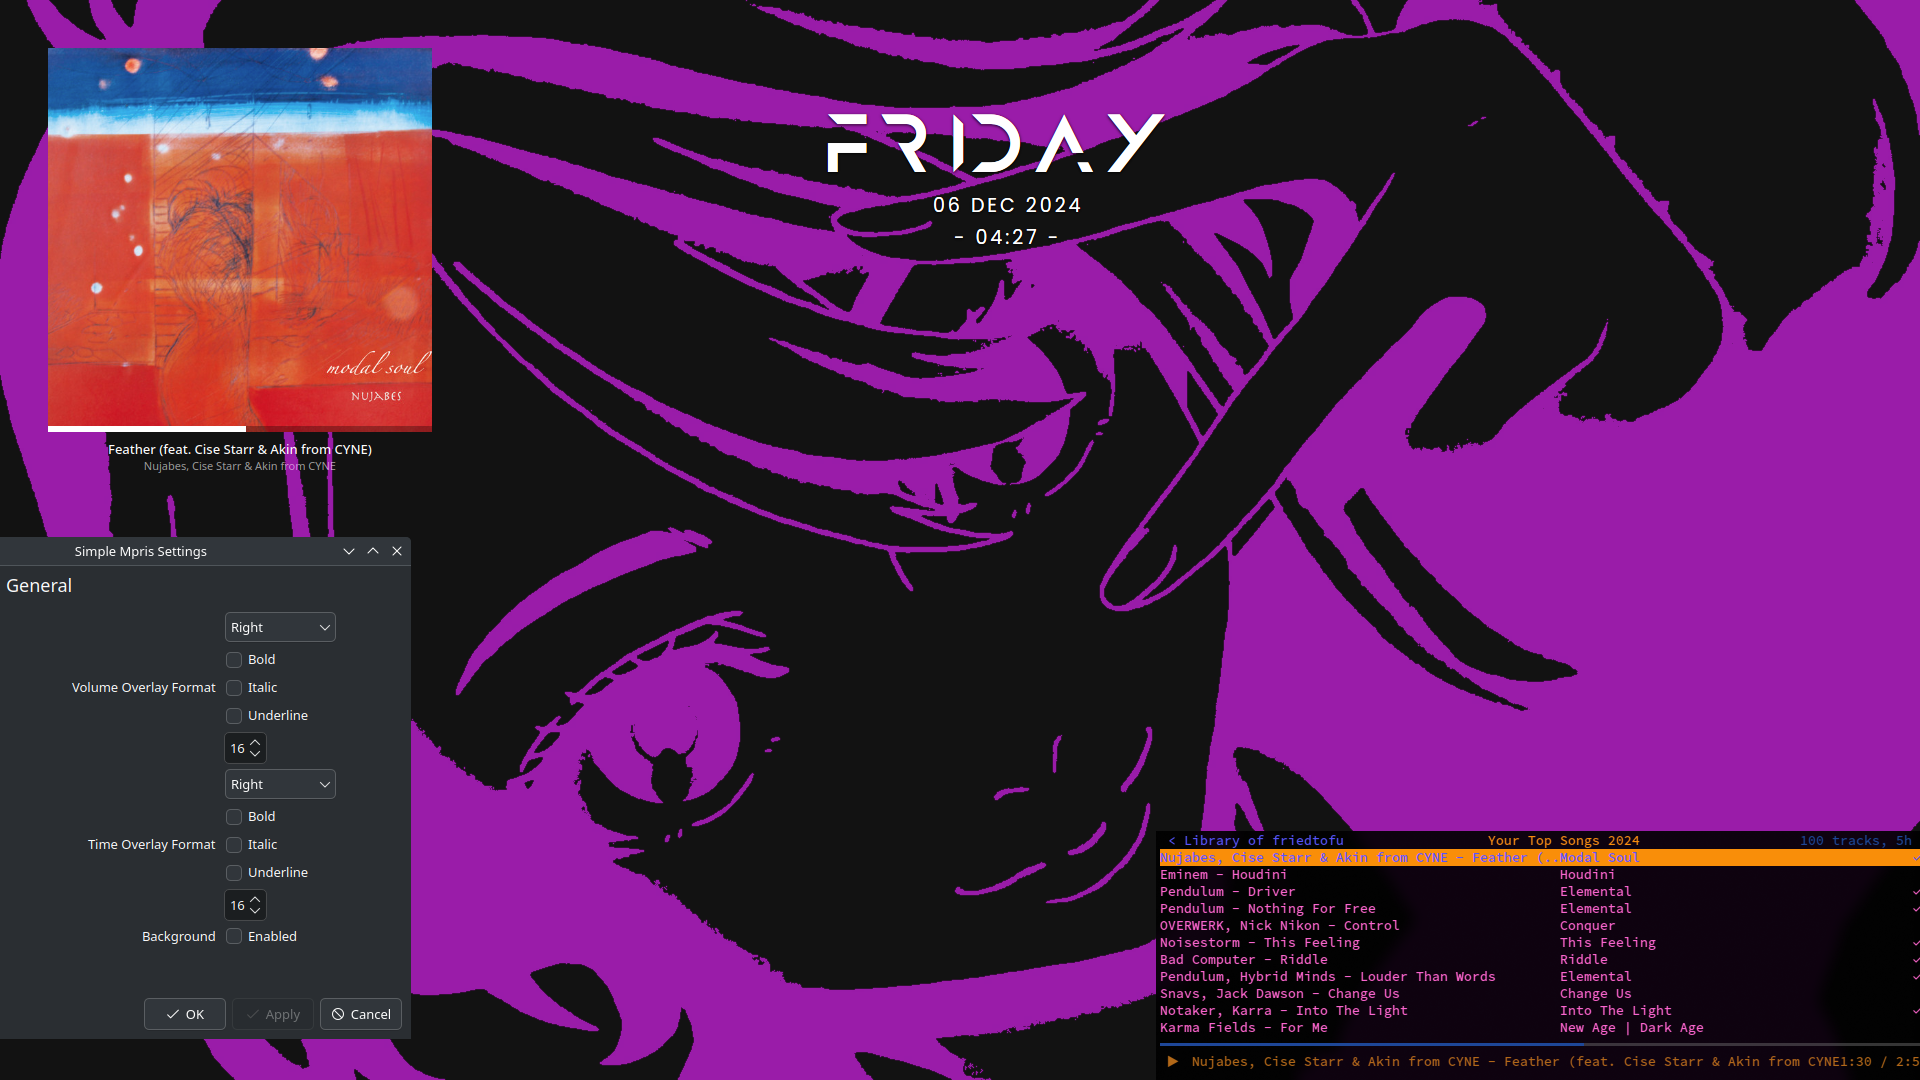 modal soul
NUJABES
Feather (feat. Cise Starr & Akin from CYNE)
Nujabes, Cise Starr & Akin from CYNE
FRIDAY
06 DEC 2024
- 04:27 -
Simple Mpris Settings
General
Right
Bold
Volume Overlay Format
Italic
Underline
16
Right
Bold
Time Overlay Format
Italic
Underline
16
Background
Enabled
OK
Apply
Cancel
< Library of friedtofu Your Top Songs 2024 100 tracks, 5h
Nujabes, Cise Starr & Akin from CYNE - Feather (..Modal Soul
Eminem - Houdini Houdini
Pendulum - Driver Elemental
Pendulum - Nothing For Free Elemental
OVERWERK, Nick Nikon - Control Conquer
Noisestorm - This Feeling This Feeling
Bad Computer - Riddle Riddle
Pendulum, Hybrid Minds - Louder Than Words Elemental
Snavs, Jack Dawson - Change Us Change Us
Notaker, Karra - Into The Light Into The Light
Karma Fields - For Me New Age | Dark Age
Nujabes, Cise Starr & Akin from CYNE - Feather (feat. Cise Starr & Akin from CYNE1:30 / 2:5